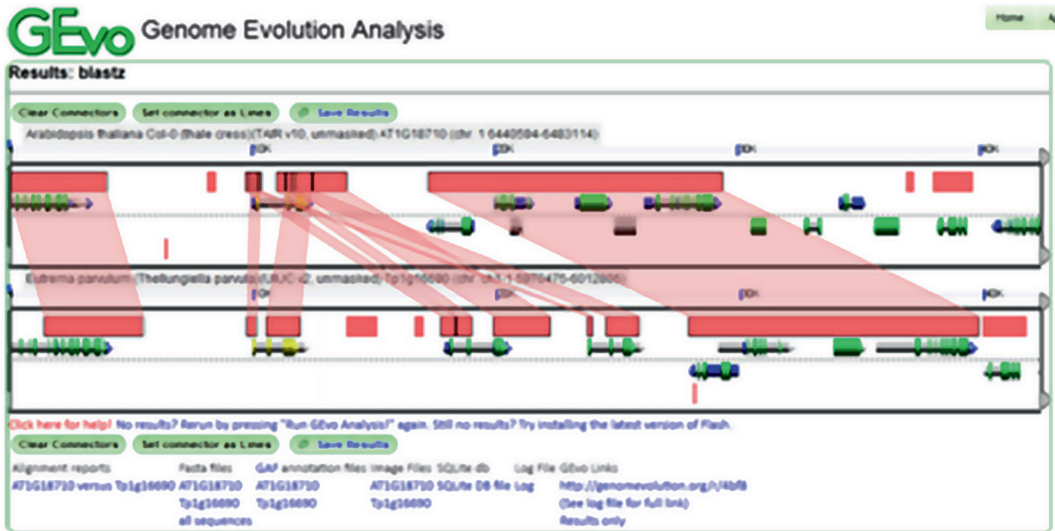 GEvo Genome Evolution Analysis
Home
Results: blastz
Clear Connectors Set connector as Lines Save Results
Arabidopsis thaliana Col-0 (thale cress)(TAIR v10, unmasked) AT1G18710 (chr: 1 6449594-6483114)
10K 20K 30K 40K
Eutrema parvulum (Thellungiella parvula)(UIUC v2, unmasked) Tp1g16690
10K 20K 30K 40K
Click here for help! No results? Rerun by pressing "Run GEvo Analysis!" again. Still no results? Try installing the latest version of Flash.
Clear Connectors Set connector as Lines Save Results
Alignment reports Fasta files GAF annotation files Image Files SQLite db Log File GEvo Links
AT1G18710 versus Tp1g16690 AT1G18710 AT1G18710 AT1G18710 SQLite DB file Log http://genomevolution.org/r/4bf8
Tp1g16690 Tp1g16690 Tp1g16690 (See log file for full link)
all sequences Results only